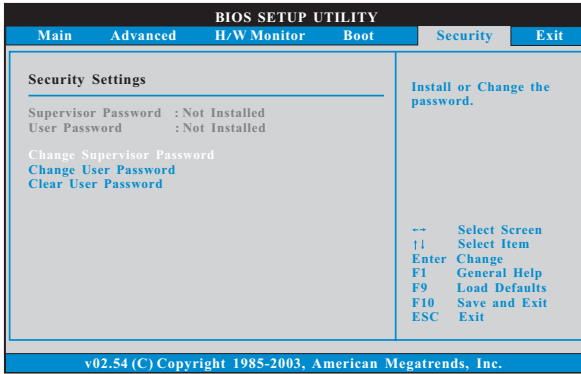 BIOS SETUP UTILITY
Main Advanced H/W Monitor Boot Security Exit
Security Settings
Supervisor Password : Not Installed
User Password : Not Installed
Change Supervisor Password
Change User Password
Clear User Password
Install or Change the
password.
←→ Select Screen
↑↓ Select Item
Enter Change
F1 General Help
F9 Load Defaults
F10 Save and Exit
ESC Exit
v02.54 (C) Copyright 1985-2003, American Megatrends, Inc.